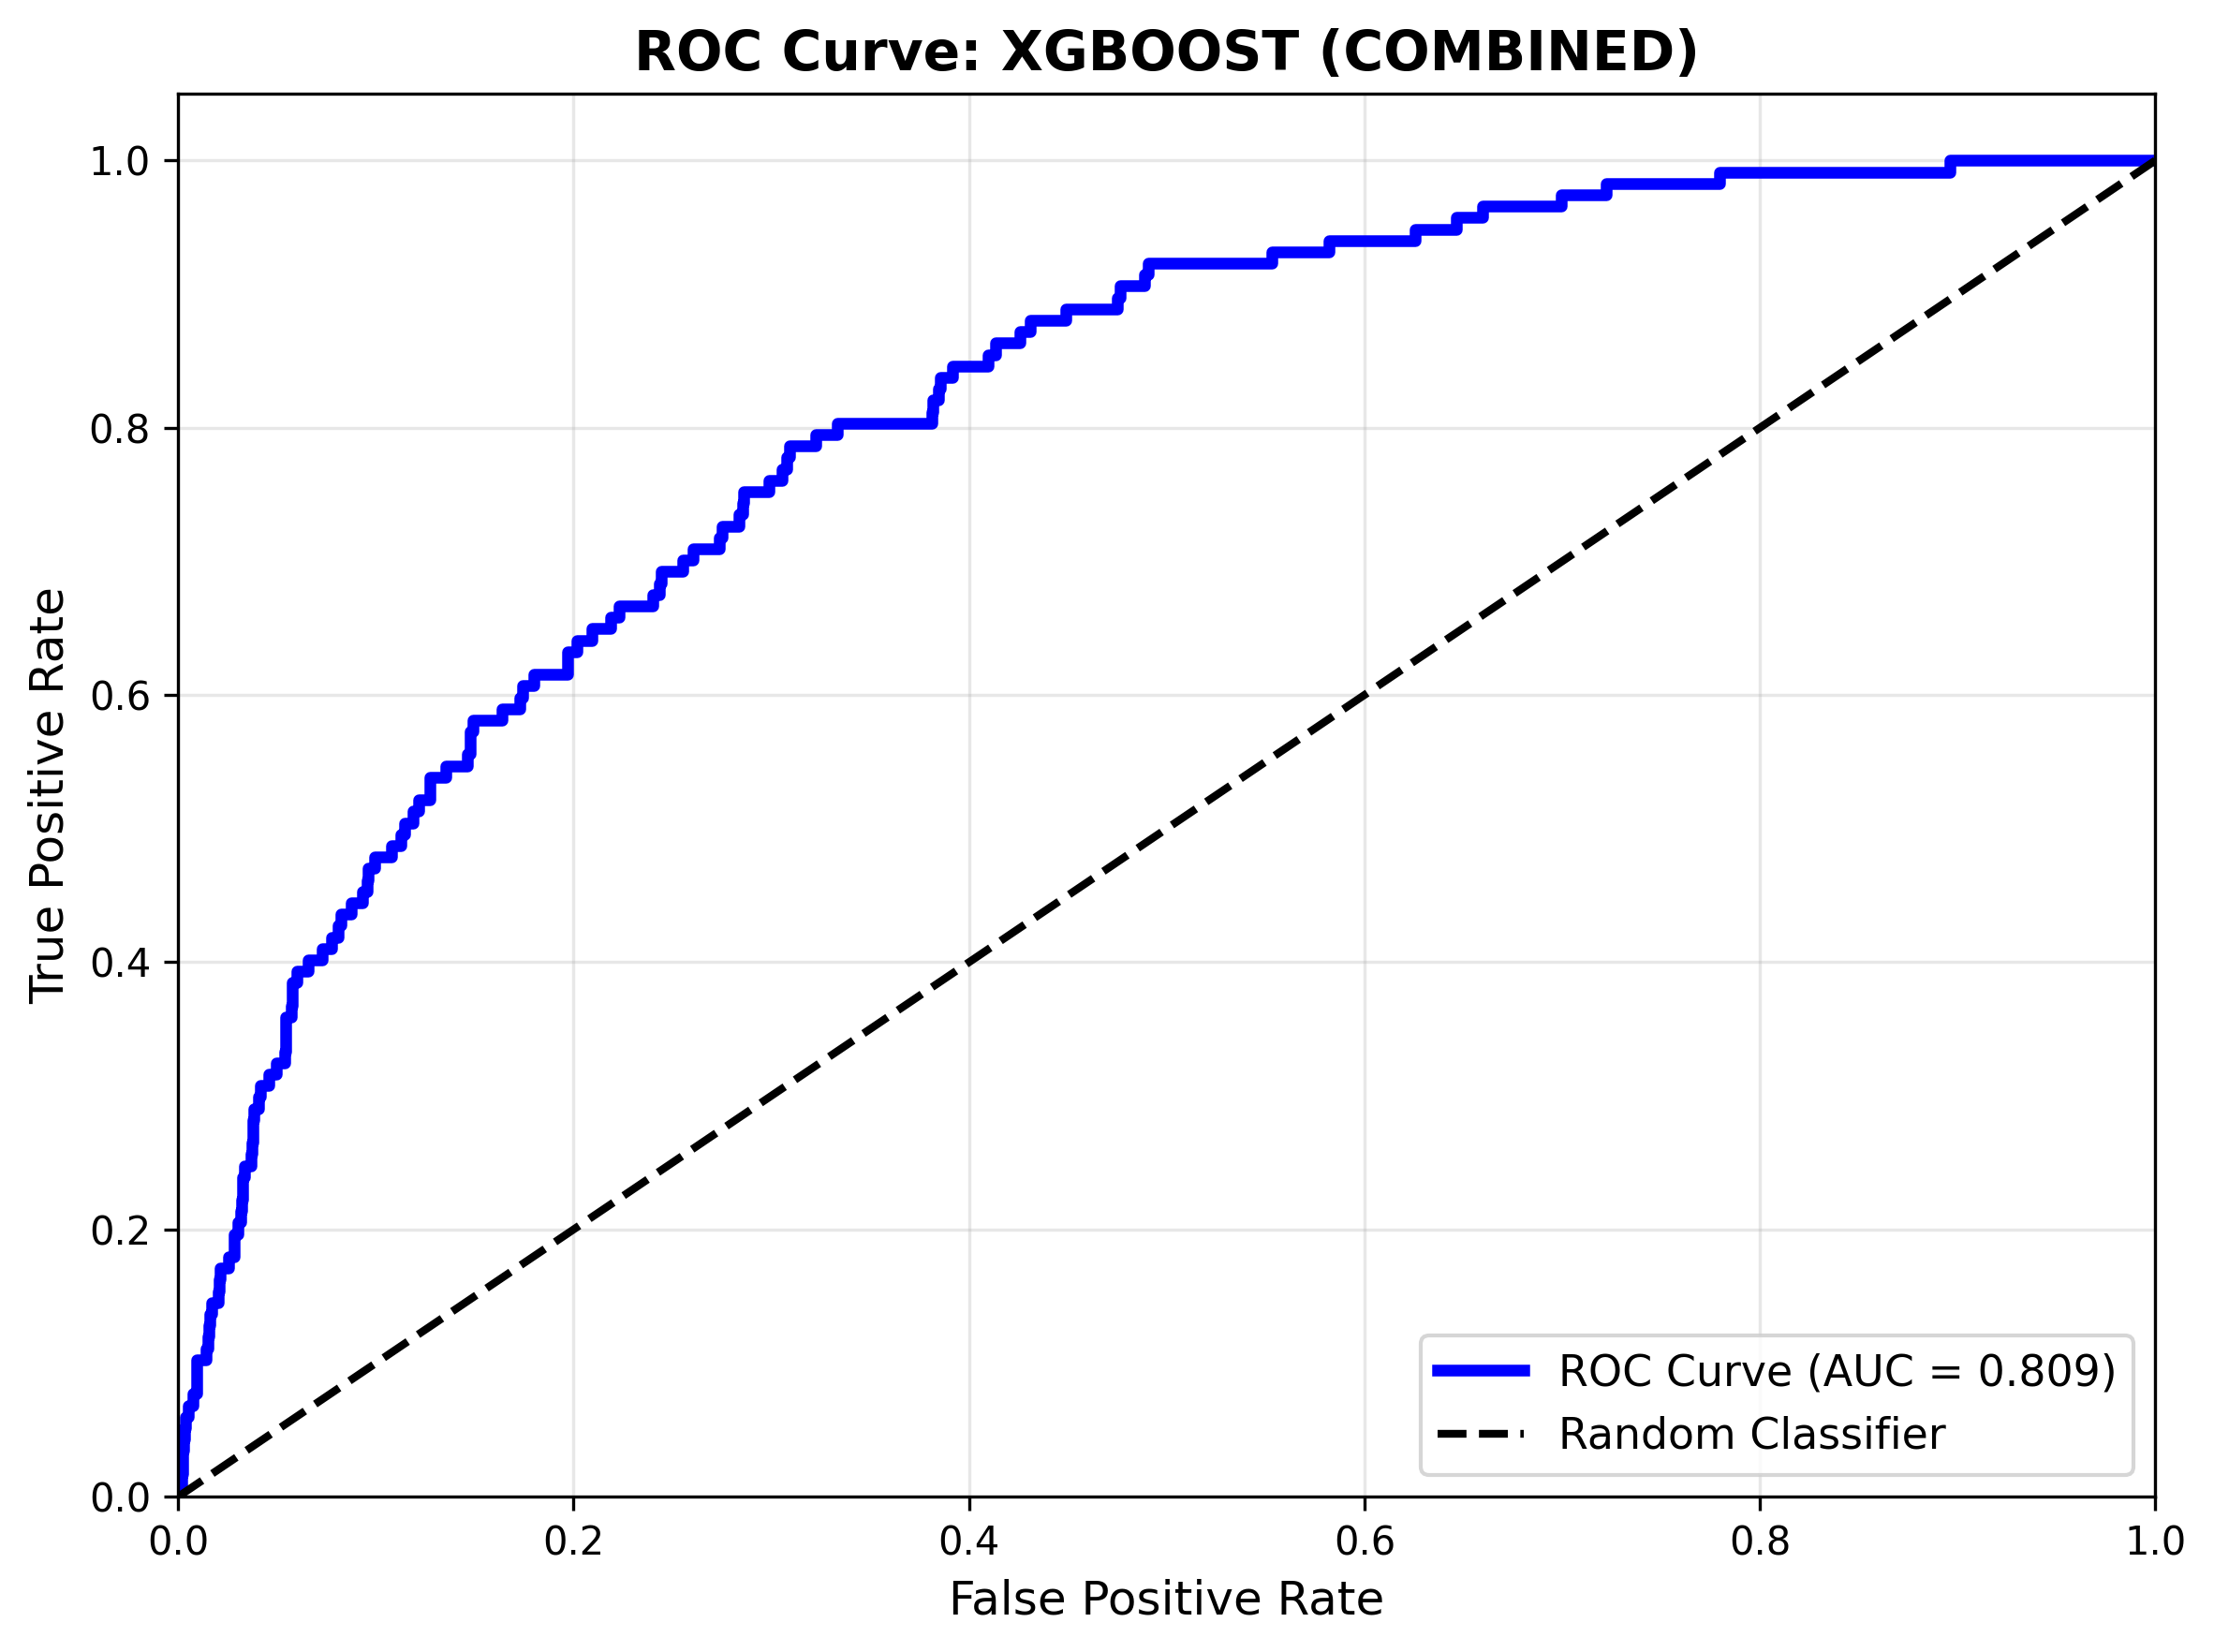 ROC Curve: XGBOOST (COMBINED)
1.0
0.8
0.6
0.4
0.2
0.0
True Positive Rate
0.0 0.2 0.4 0.6 0.8 1.0
False Positive Rate
ROC Curve (AUC = 0.809)
Random Classifier